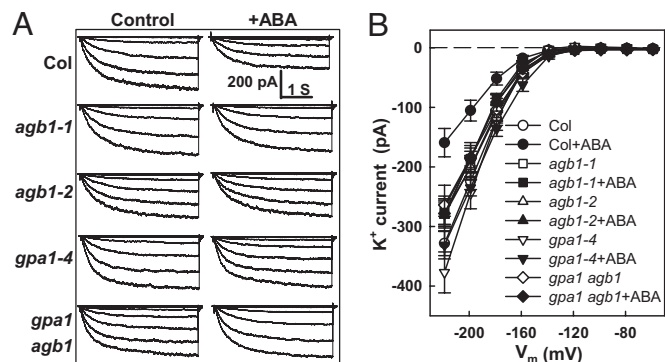 A
Control
+ABA
Col
200 pA
1 S
agb1-1
agb1-2
gpa1-4
gpa1
agb1
B
K+ current (pA)
0
-100
-200
-300
-400
Col
Col+ABA
agb1-1
agb1-1+ABA
agb1-2
agb1-2+ABA
gpa1-4
gpa1-4+ABA
gpa1 agb1
gpa1 agb1+ABA
-200
-160
-120
-80
Vm (mV)